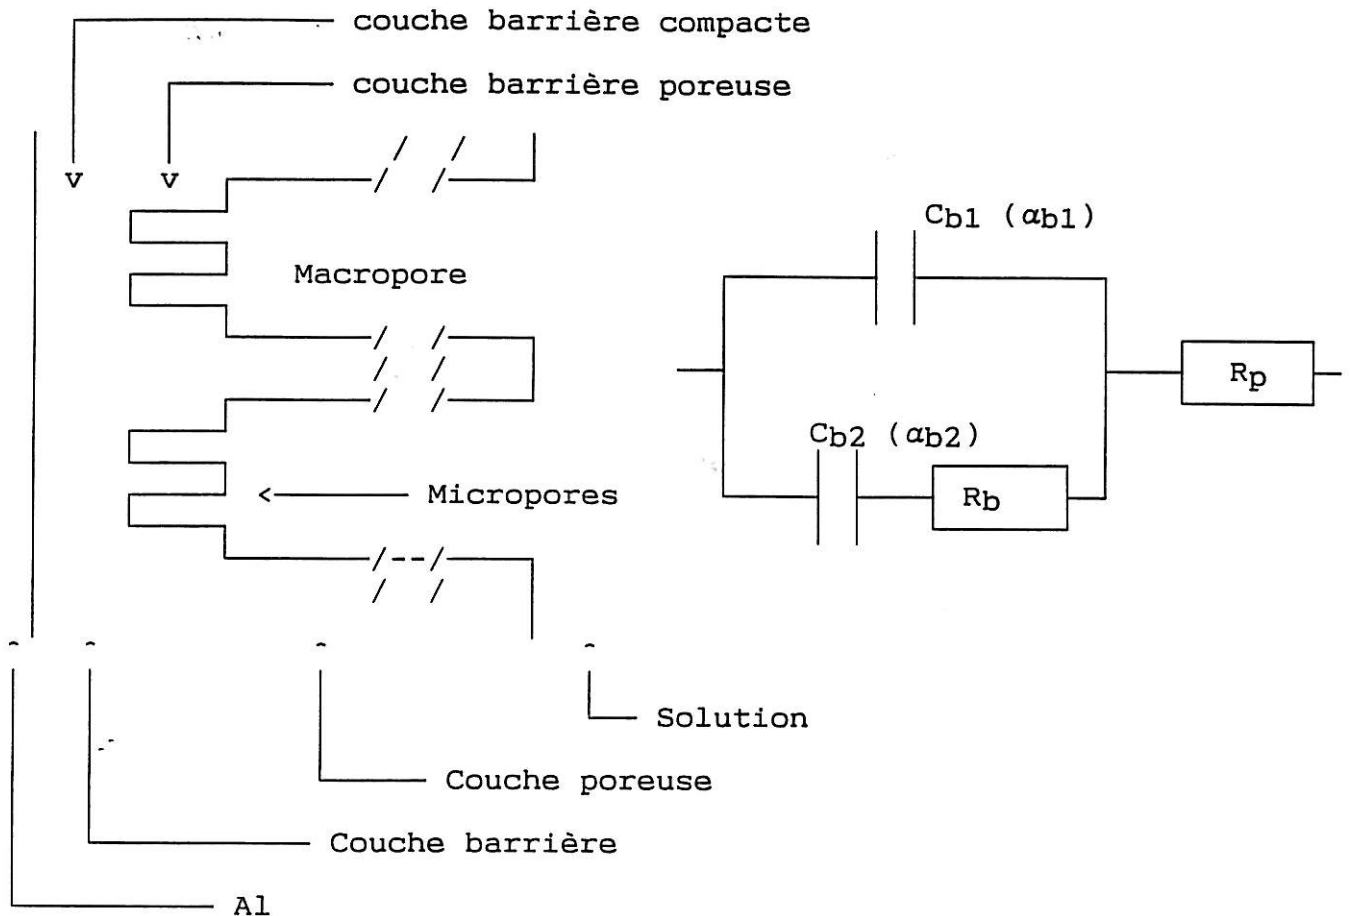 couche barrière compacte
couche barrière poreuse
v v
Macropore
Micropores
Solution
Couche poreuse
Couche barrière
Al
Cb1 (αb1)
Rp
Cb2 (αb2)
Rb